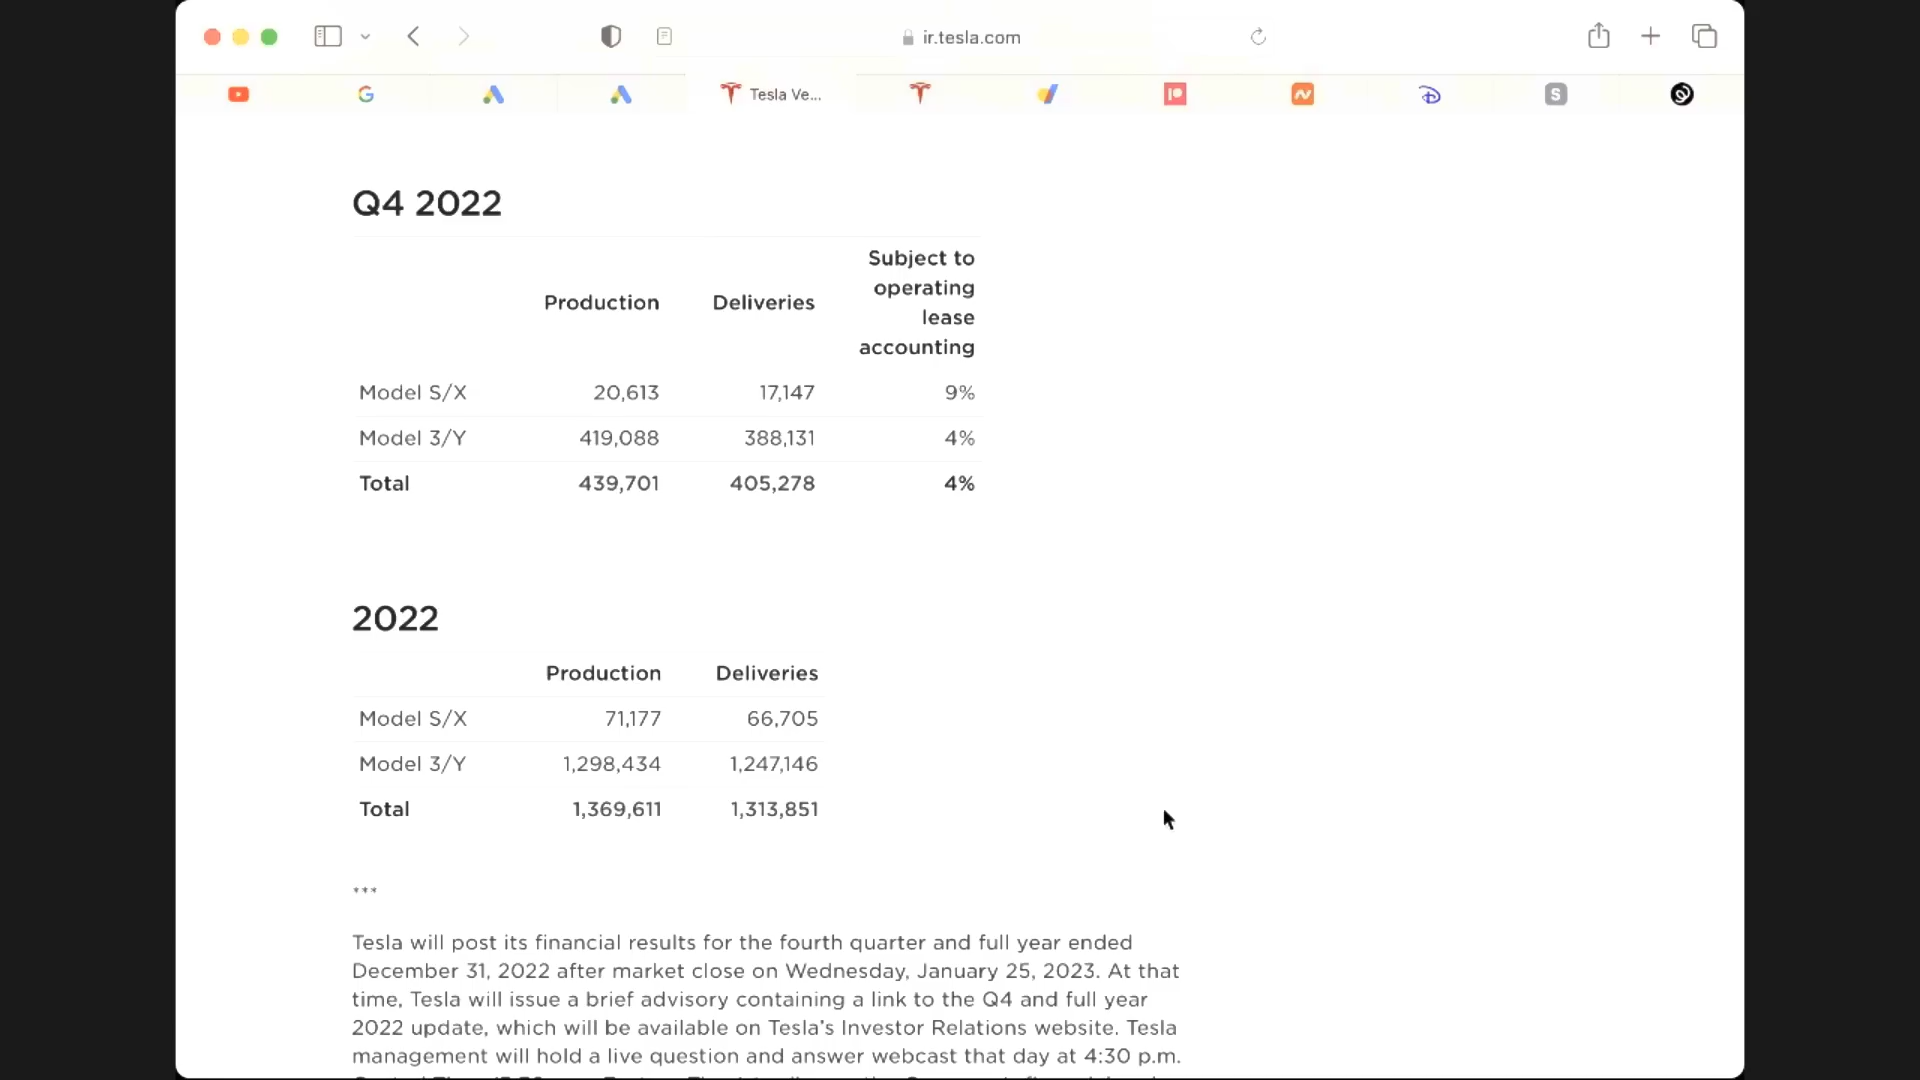 ir.tesla.com
Tesla Ve...
S
Q4 2022
Subject to
operating
lease
accounting
Production Deliveries
Model S/X 20,613 17,147 9%
Model 3/Y 419,088 388,131 4%
Total 439,701 405,278 4%
2022
Production Deliveries
Model S/X 71,177 66,705
Model 3/Y 1,298,434 1,247,146
Total 1,369,611 1,313,851
***
Tesla will post its financial results for the fourth quarter and full year ended
December 31, 2022 after market close on Wednesday, January 25, 2023. At that
time, Tesla will issue a brief advisory containing a link to the Q4 and full year
2022 update, which will be available on Tesla’s Investor Relations website. Tesla
management will hold a live question and answer webcast that day at 4:30 p.m.